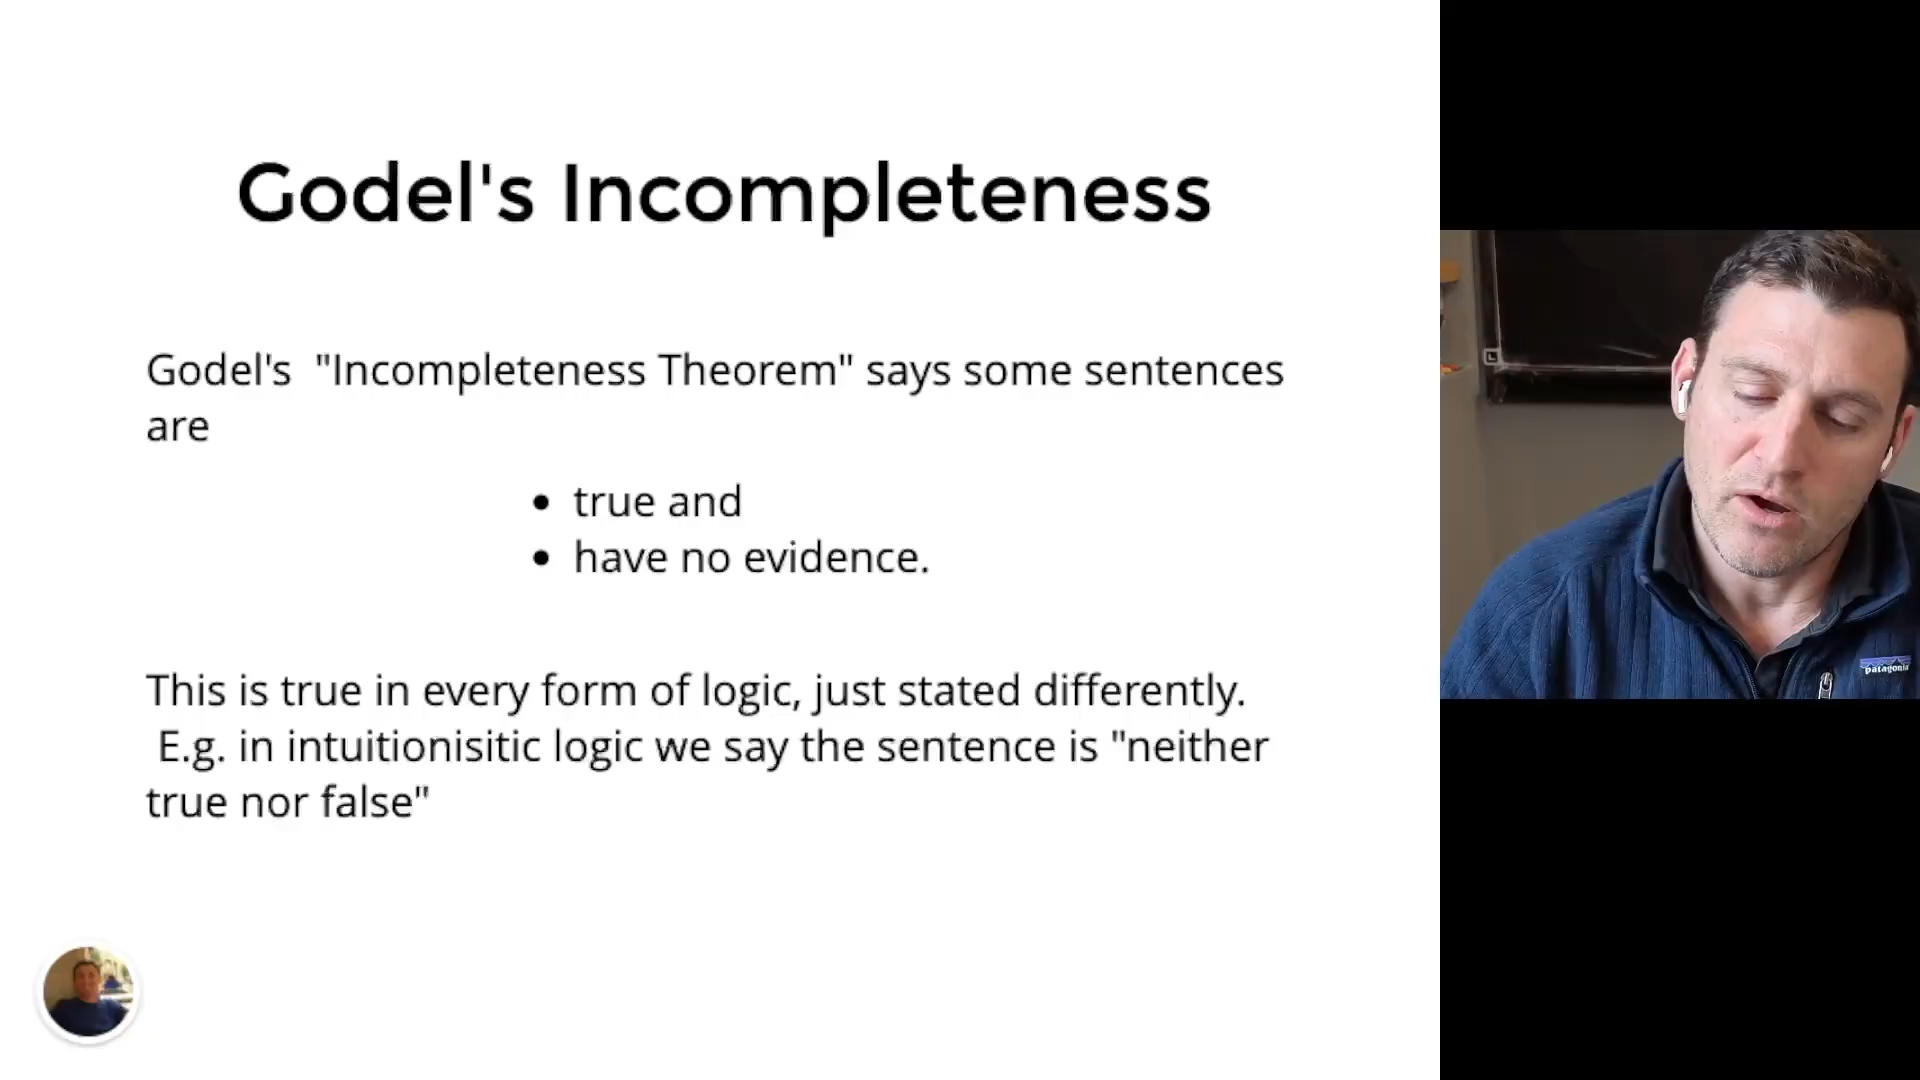 Godel's Incompleteness
Godel's "Incompleteness Theorem" says some sentences
are
• true and
• have no evidence.
This is true in every form of logic, just stated differently.
E.g. in intuitionisitic logic we say the sentence is "neither
true nor false"
patagonia